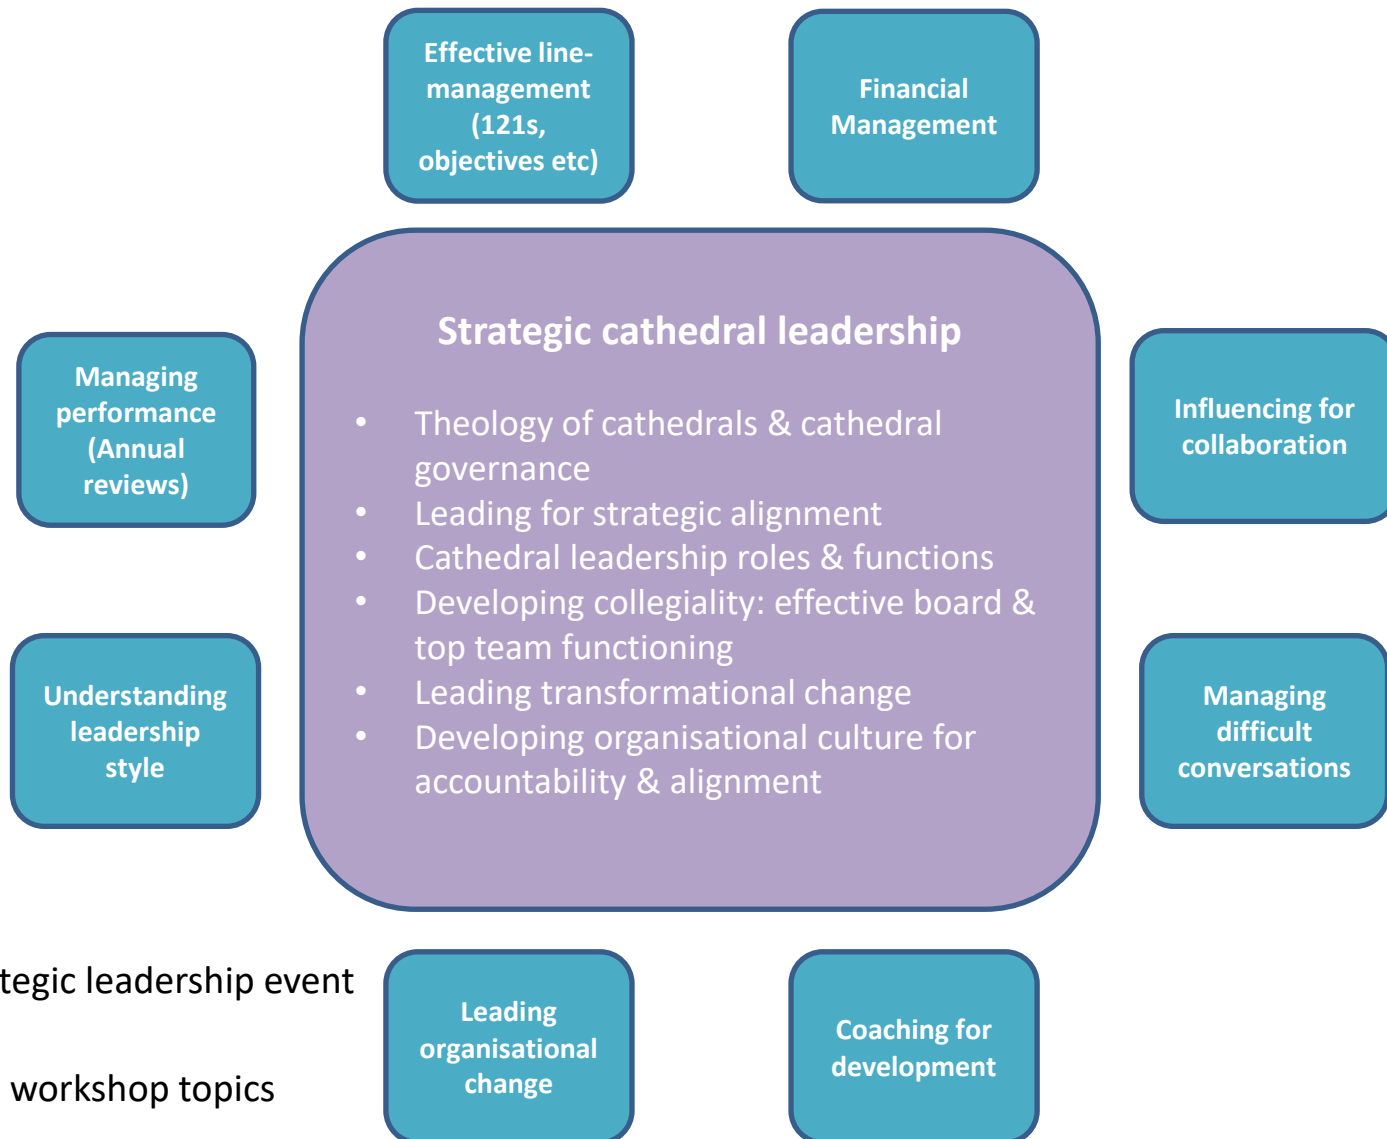 Effective line-
management
(121s,
objectives etc)
Financial
Management
Strategic cathedral leadership
• Theology of cathedrals & cathedral
governance
• Leading for strategic alignment
• Cathedral leadership roles & functions
• Developing collegiality: effective board &
top team functioning
• Leading transformational change
• Developing organisational culture for
accountability & alignment
Managing
performance
(Annual
reviews)
Influencing for
collaboration
Understanding
leadership
style
Managing
difficult
conversations
tegic leadership event
workshop topics
Leading
organisational
change
Coaching for
development